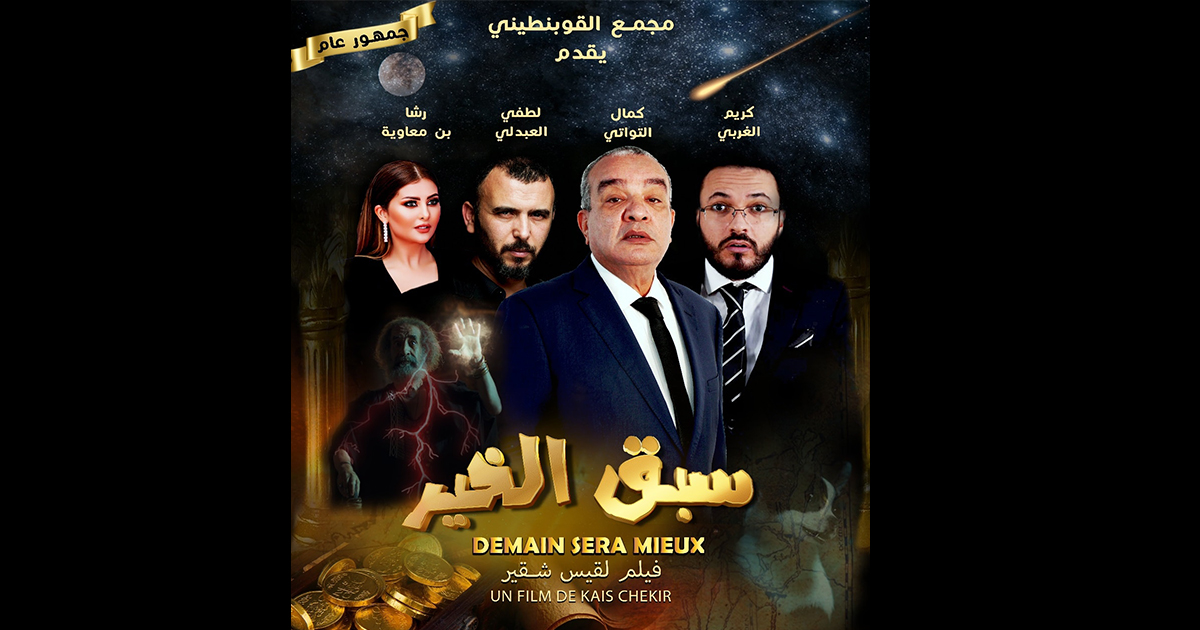 جمهور عام
مجمع القوبنطيني
يقدم
كريم
الغربي
كمال
التواتي
لطفي
العبدلي
رشا
بن معاوية
سبق الخير
DEMAIN SERA MIEUX
فيلم لقيس شقير
UN FILM DE KAIS CHEKIR